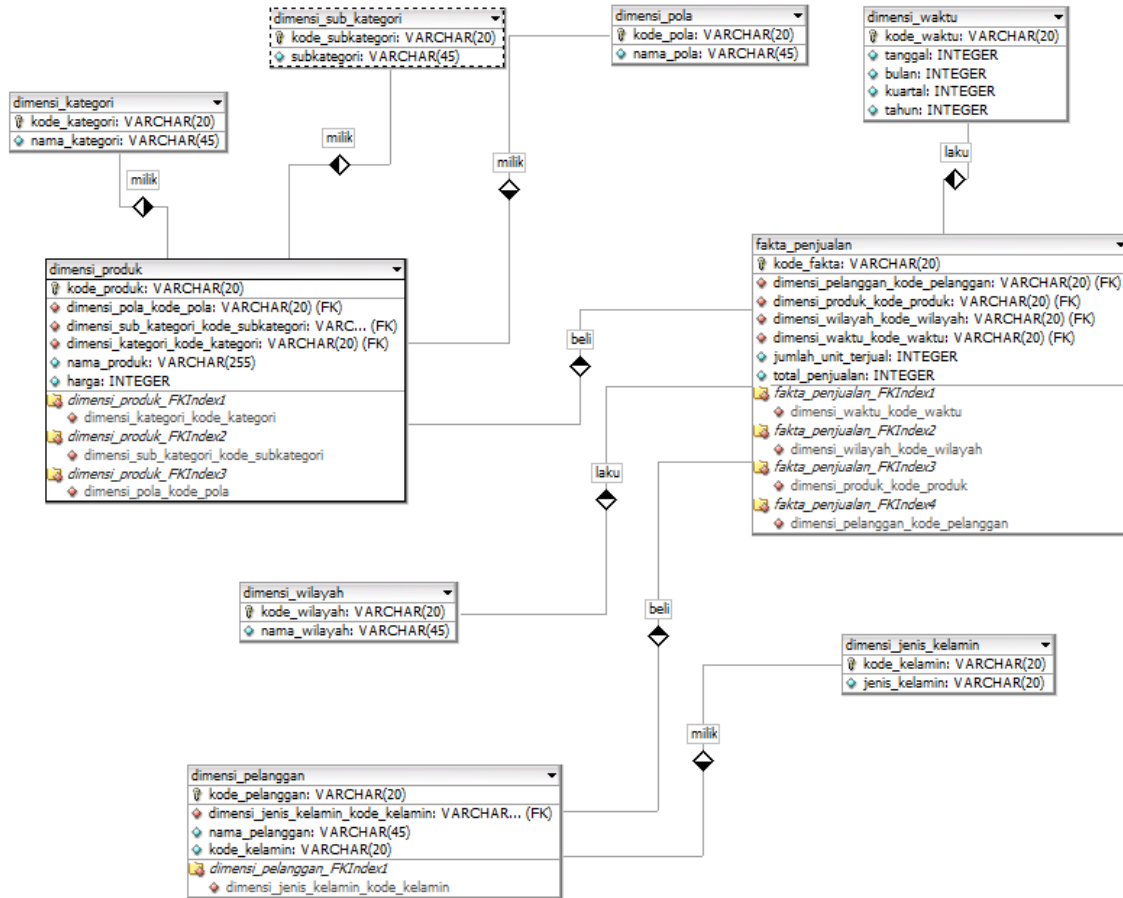 dimensi_sub_kategori
kode_subkategori: VARCHAR(20)
subkategori: VARCHAR(45)
dimensi_pola
kode_pola: VARCHAR(20)
nama_pola: VARCHAR(45)
dimensi_waktu
kode_waktu: VARCHAR(20)
tanggal: INTEGER
bulan: INTEGER
kuartal: INTEGER
tahun: INTEGER
dimensi_kategori
kode_kategori: VARCHAR(20)
nama_kategori: VARCHAR(45)
milik
milik
milik
laku
dimensi_produk
kode_produk: VARCHAR(20)
dimensi_pola_kode_pola: VARCHAR(20) (FK)
dimensi_sub_kategori_kode_subkategori: VARC... (FK)
dimensi_kategori_kode_kategori: VARCHAR(20) (FK)
nama_produk: VARCHAR(255)
harga: INTEGER
dimensi_produk_FKIndex1
dimensi_kategori_kode_kategori
dimensi_produk_FKIndex2
dimensi_sub_kategori_kode_subkategori
dimensi_produk_FKIndex3
dimensi_pola_kode_pola
fakta_penjualan
kode_fakta: VARCHAR(20)
dimensi_pelanggan_kode_pelanggan: VARCHAR(20) (FK)
dimensi_produk_kode_produk: VARCHAR(20) (FK)
dimensi_wilayah_kode_wilayah: VARCHAR(20) (FK)
dimensi_waktu_kode_waktu: VARCHAR(20) (FK)
jumlah_unit_terjual: INTEGER
total_penjualan: INTEGER
fakta_penjualan_FKIndex1
dimensi_waktu_kode_waktu
fakta_penjualan_FKIndex2
dimensi_wilayah_kode_wilayah
fakta_penjualan_FKIndex3
dimensi_produk_kode_produk
fakta_penjualan_FKIndex4
dimensi_pelanggan_kode_pelanggan
beli
laku
beli
dimensi_wilayah
kode_wilayah: VARCHAR(20)
nama_wilayah: VARCHAR(45)
dimensi_jenis_kelamin
kode_kelamin: VARCHAR(20)
jenis_kelamin: VARCHAR(20)
milik
dimensi_pelanggan
kode_pelanggan: VARCHAR(20)
dimensi_jenis_kelamin_kode_kelamin: VARCHAR... (FK)
nama_pelanggan: VARCHAR(45)
kode_kelamin: VARCHAR(20)
dimensi_pelanggan_FKIndex1
dimensi_jenis_kelamin_kode_kelamin